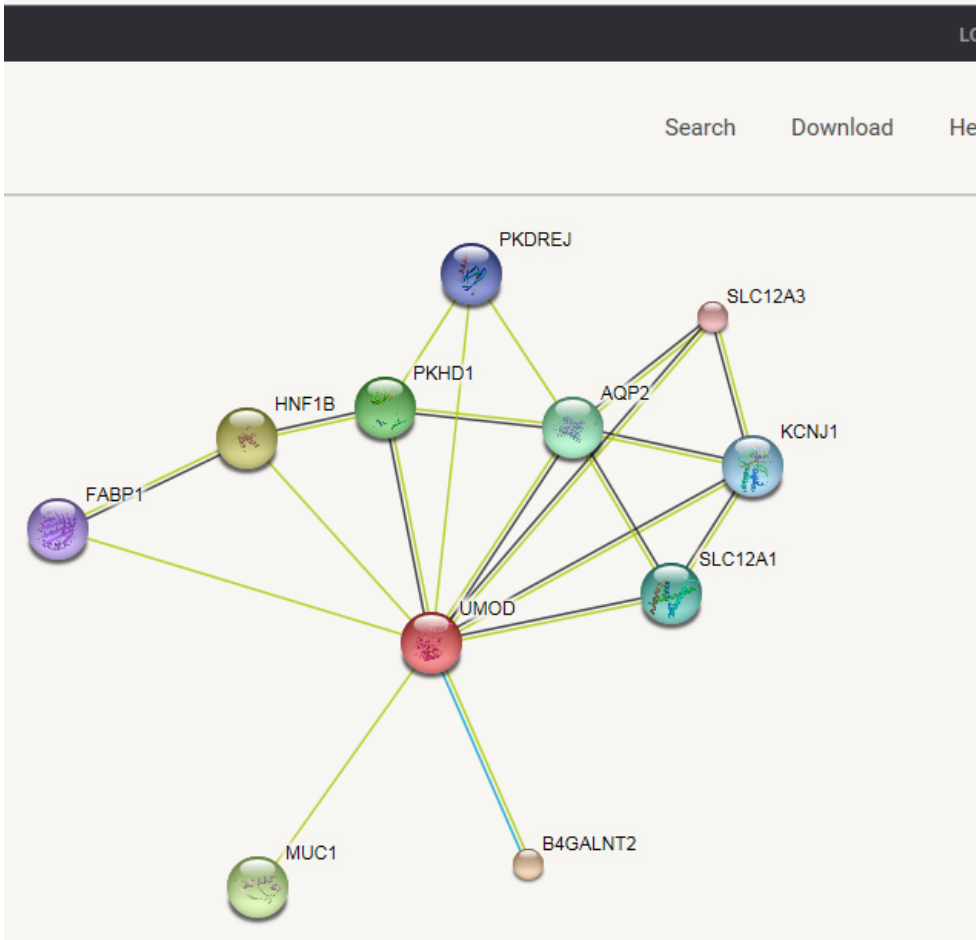 Search Download
PKDREJ
SLC12A3
PKHD1
AQP2
HNF1B
KCNJ1
FABP1
SLC12A1
UMOD
B4GALNT2
MUC1